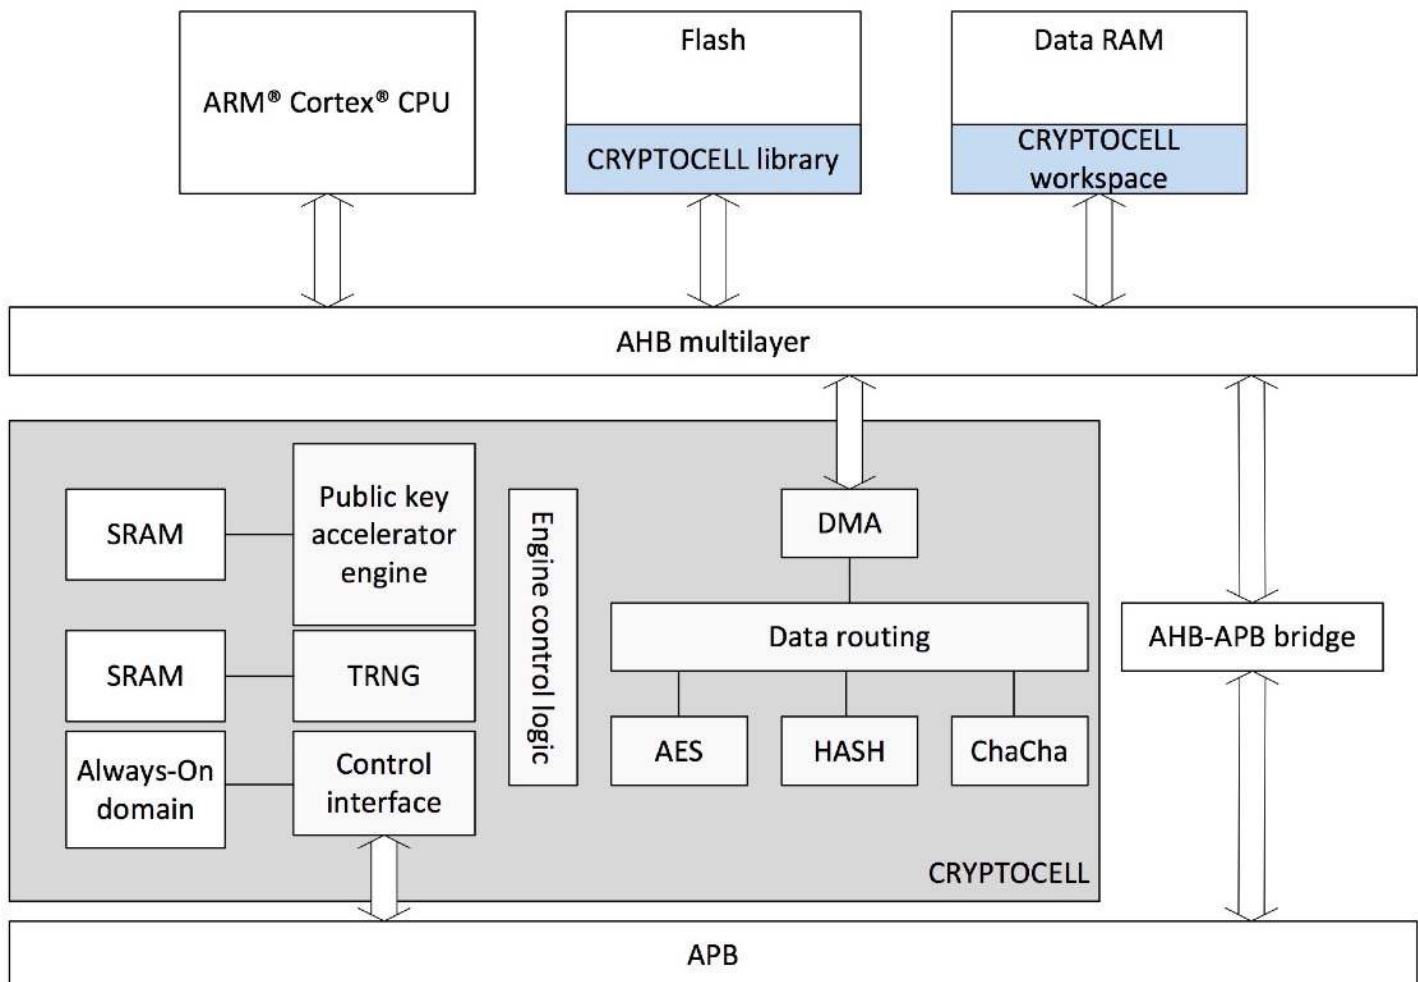 ARM® Cortex® CPU
Flash
CRYPTOCELL library
Data RAM
CRYPTOCELL
workspace
AHB multilayer
SRAM
Public key
accelerator
engine
Engine control logic
DMA
Data routing
AHB-APB bridge
SRAM
TRNG
AES
HASH
ChaCha
Always-On
domain
Control
interface
CRYPTOCELL
APB